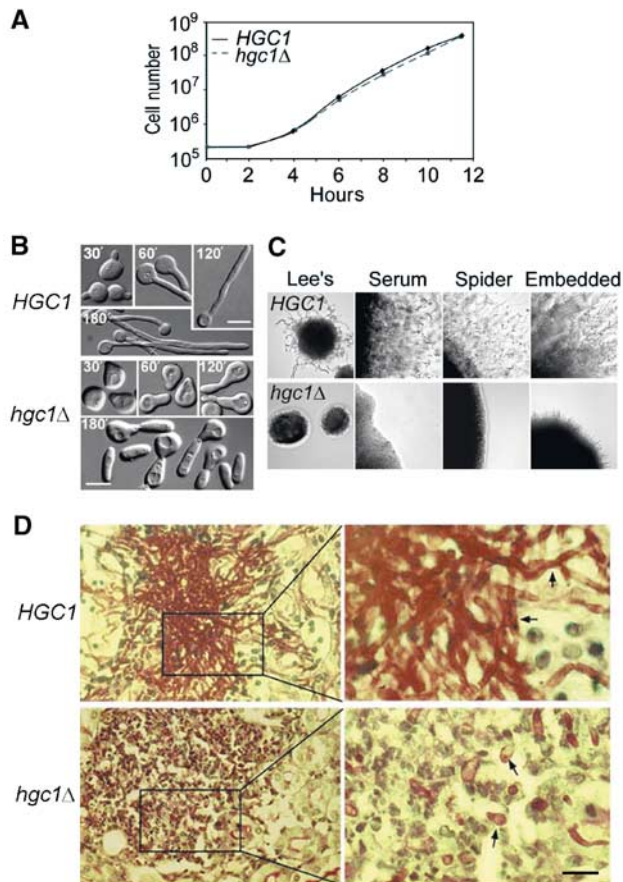 A
10⁹
10⁸
10⁷
10⁶
10⁵
Cell number
HGC1
hgc1Δ
0 2 4 6 8 10 12
Hours
B
HGC1
30′ 60′ 120′
180′
hgc1Δ
30′ 60′ 120′
180′
C
Lee's Serum Spider Embedded
HGC1
hgc1Δ
D
HGC1
hgc1Δ